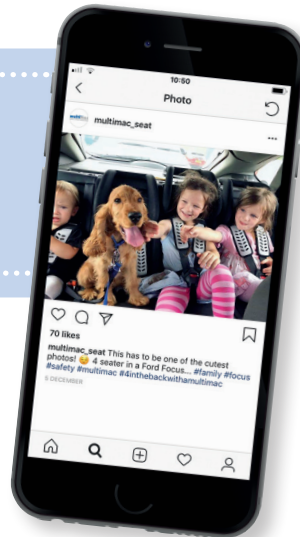 10:50
Photo
multimac_seat
70 likes
multimac_seat This has to be one of the cutest
photos! 😊 4 seater in a Ford Focus... #family #focus
#safety #multimac #4inthebackwithamultimac
5 DECEMBER